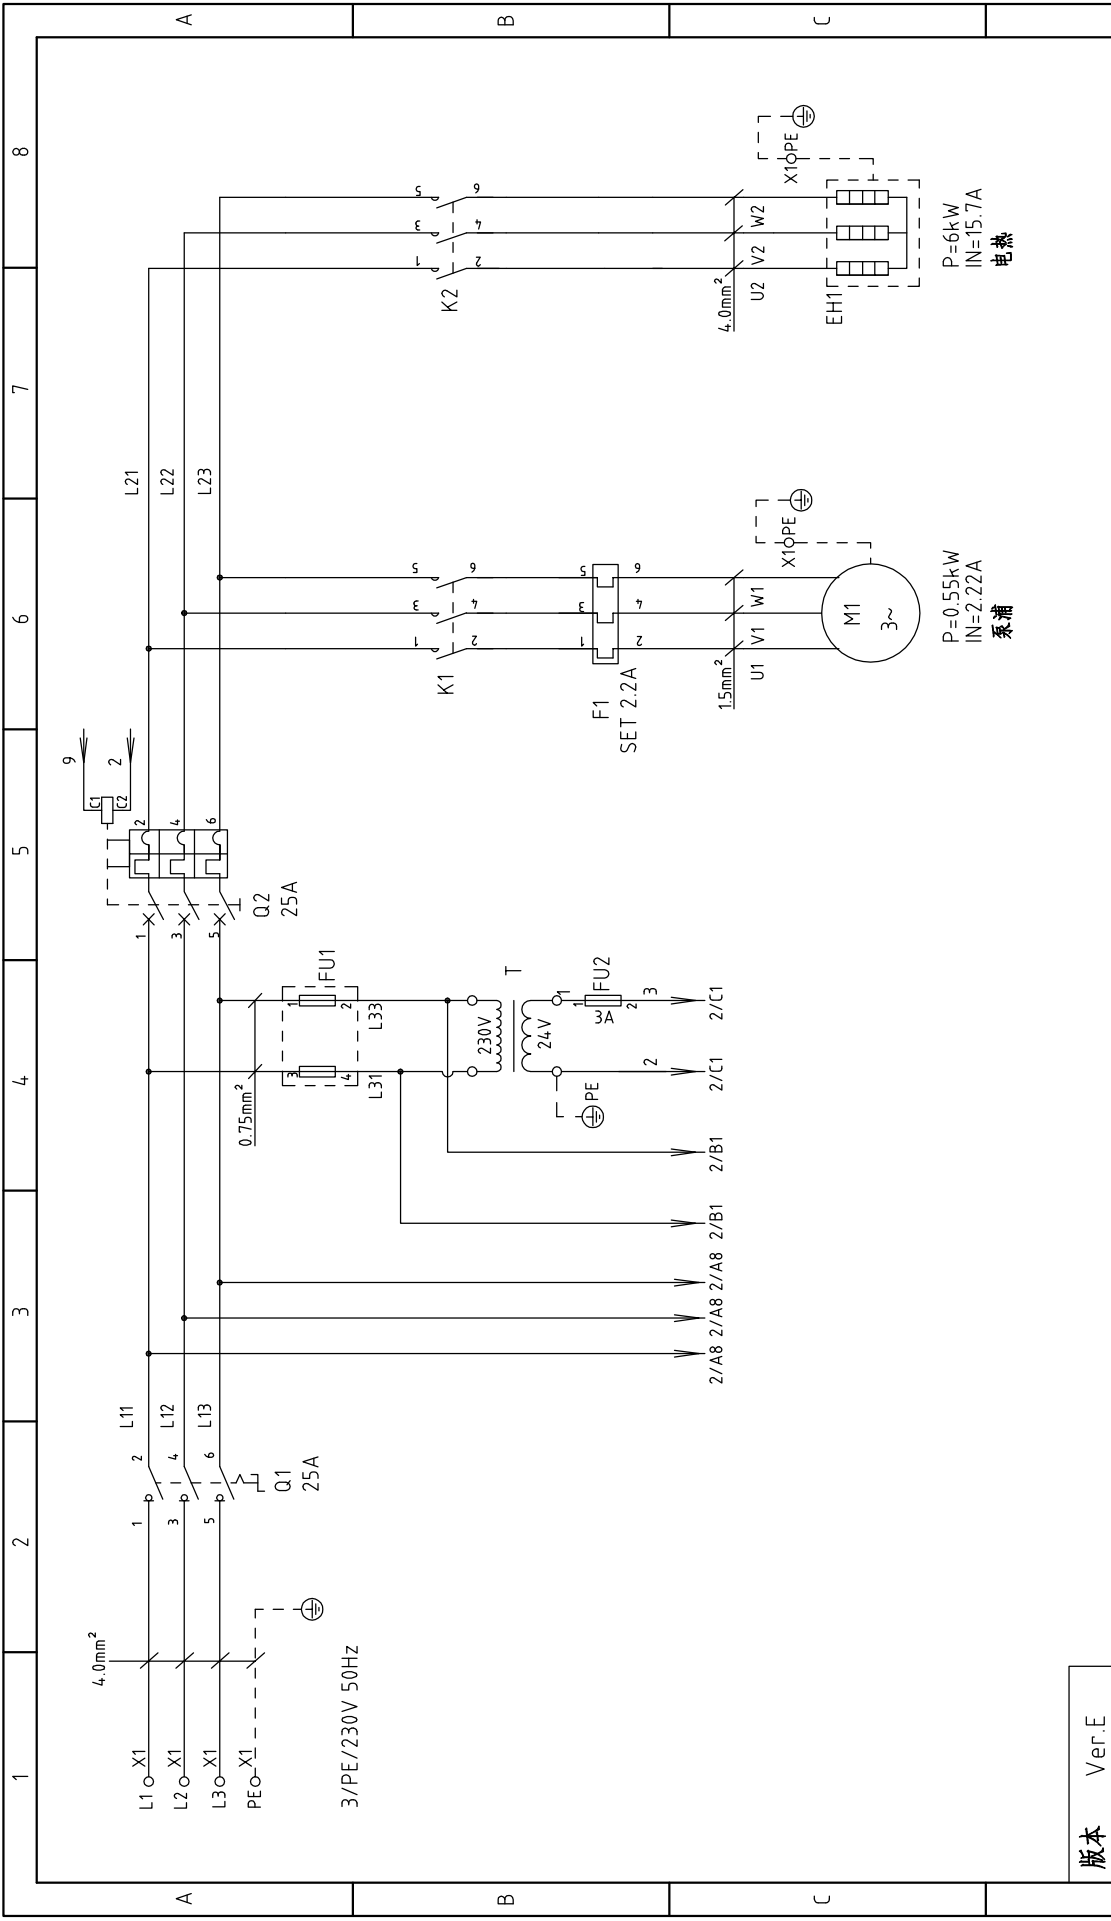 1 2 3 4 5 6 7 8
A
B
C
A
B
C
L1 X1
L2 X1
L3 X1
PE X1
4.0mm²
3/PE/230V 50Hz
1 2
3 4
5 6
Q1
25A
L11
L12
L13
2/A8 2/A8 2/A8 2/B1 2/B1 2/C1 2/C1
0.75mm²
3 4
1 2
FU1
L31
L33
230V
24V
T
PE
1
1 2
3A
FU2
2
3
1 2
3 4
5 6
Q2
25A
C1
C2
9
2
L21
L22
L23
1 2
3 4
5 6
K1
1 2
3 4
5 6
F1
SET 2.2A
1.5mm²
U1 V1 W1
X1 PE
M1
3~
P=0.55kW
IN=2.22A
泵浦
1 2
3 4
5 6
K2
4.0mm²
U2 V2 W2
X1 PE
EH1
P=6kW
IN=15.7A
电热
版本 Ver.E